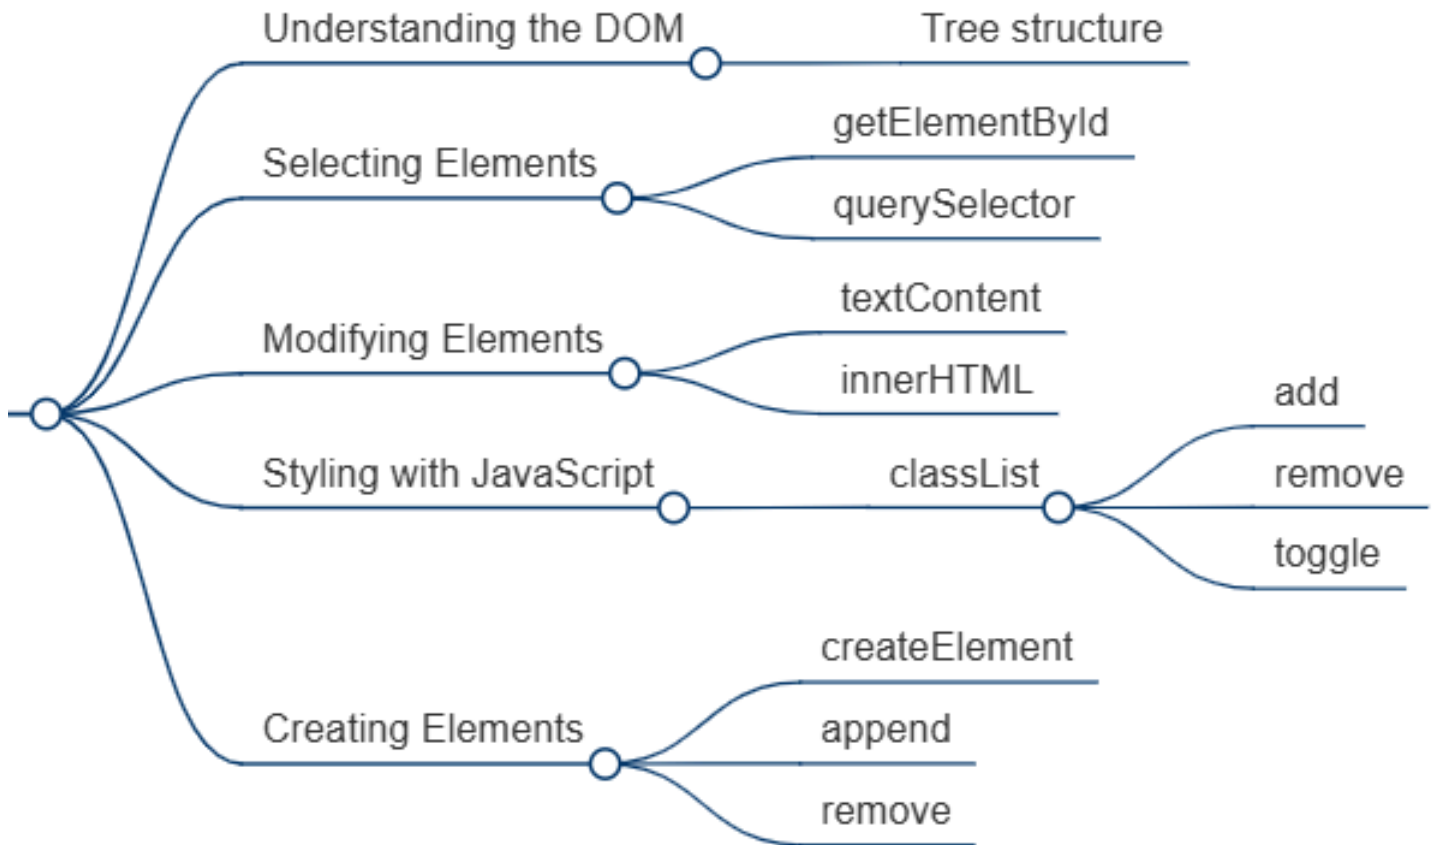 Understanding the DOM
Tree structure
Selecting Elements
getElementById
querySelector
Modifying Elements
textContent
innerHTML
Styling with JavaScript
classList
add
remove
toggle
Creating Elements
createElement
append
remove